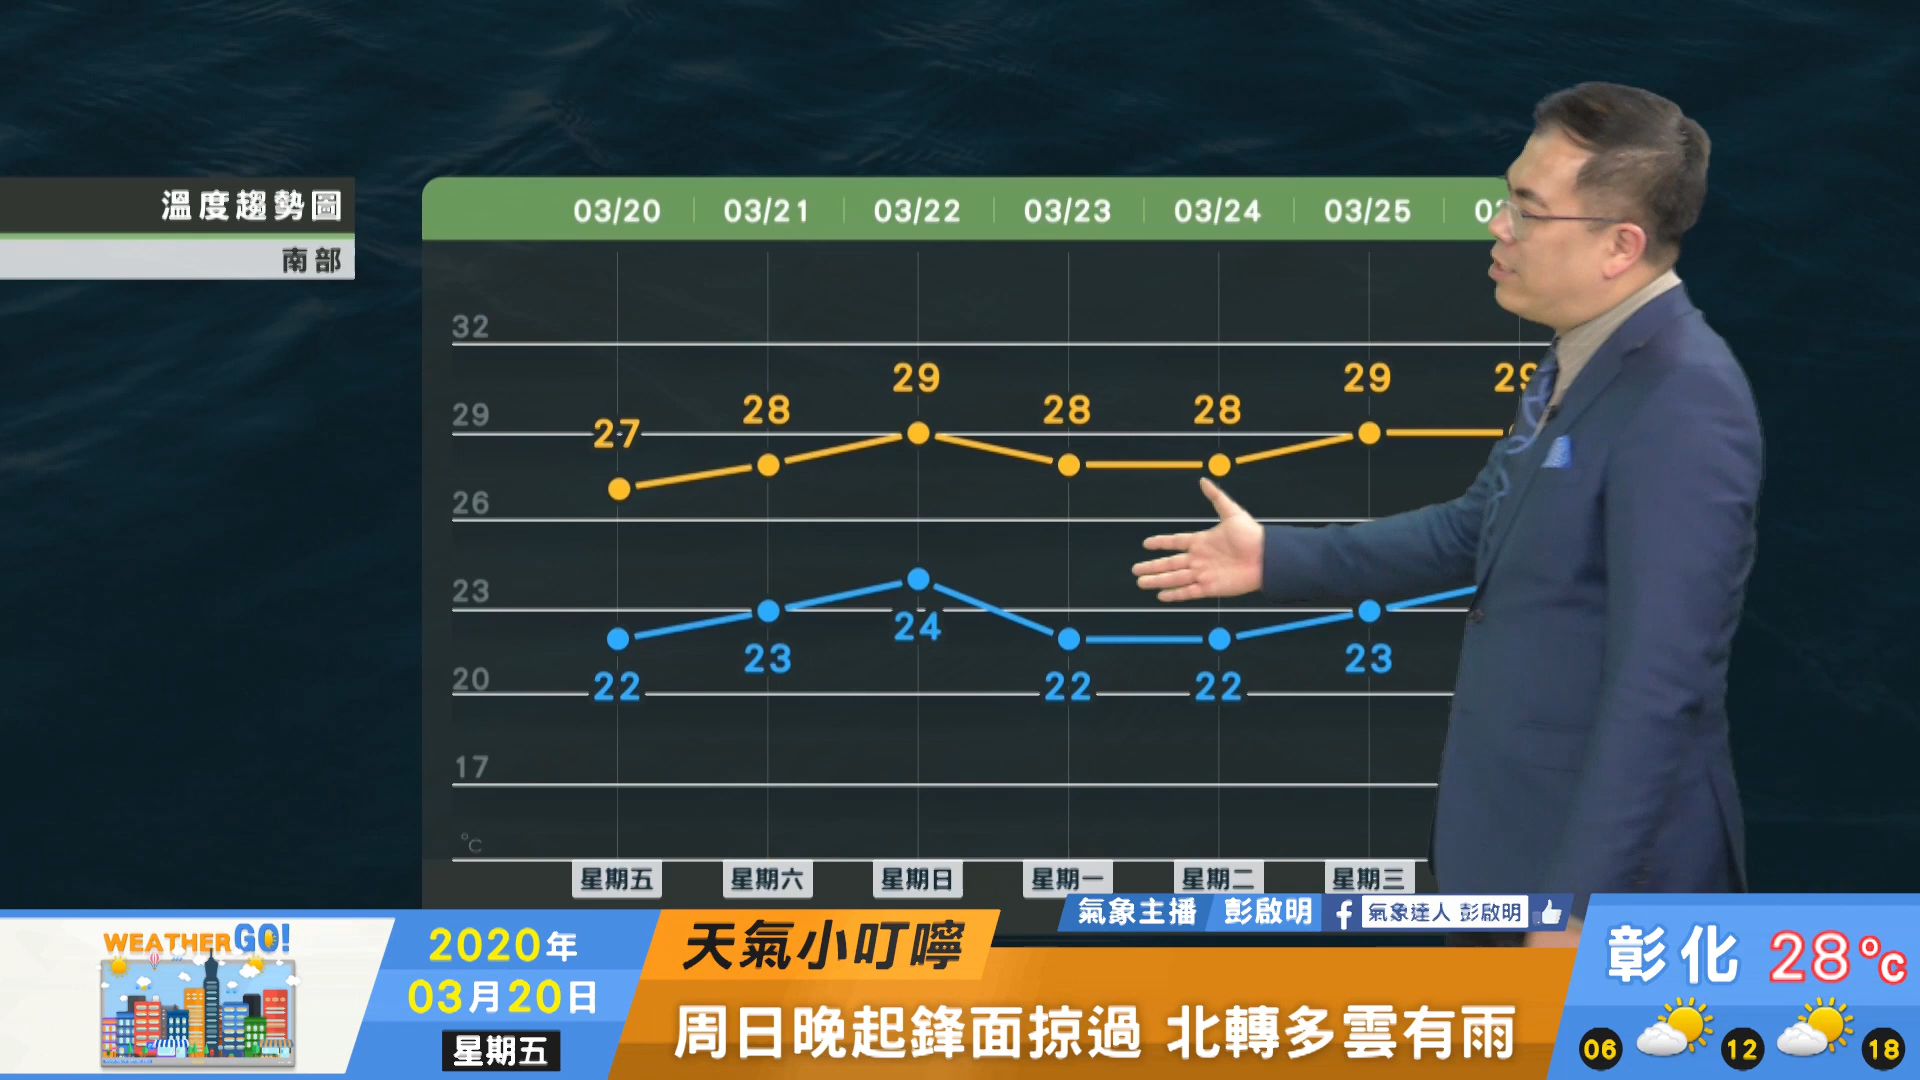 溫度趨勢圖
南部
03/20 03/21 03/22 03/23 03/24 03/25
32
29
26
23
20
17
°C
27 28 29 28 28 29 29
22 23 24 22 22 23
星期五 星期六 星期日 星期一 星期二 星期三
氣象主播 彭啟明 f 氣象達人 彭啟明
WEATHER GO!
2020年
03月20日
星期五
天氣小叮嚀
周日晚起鋒面掠過 北轉多雲有雨
彰化 28°C
06 12 18